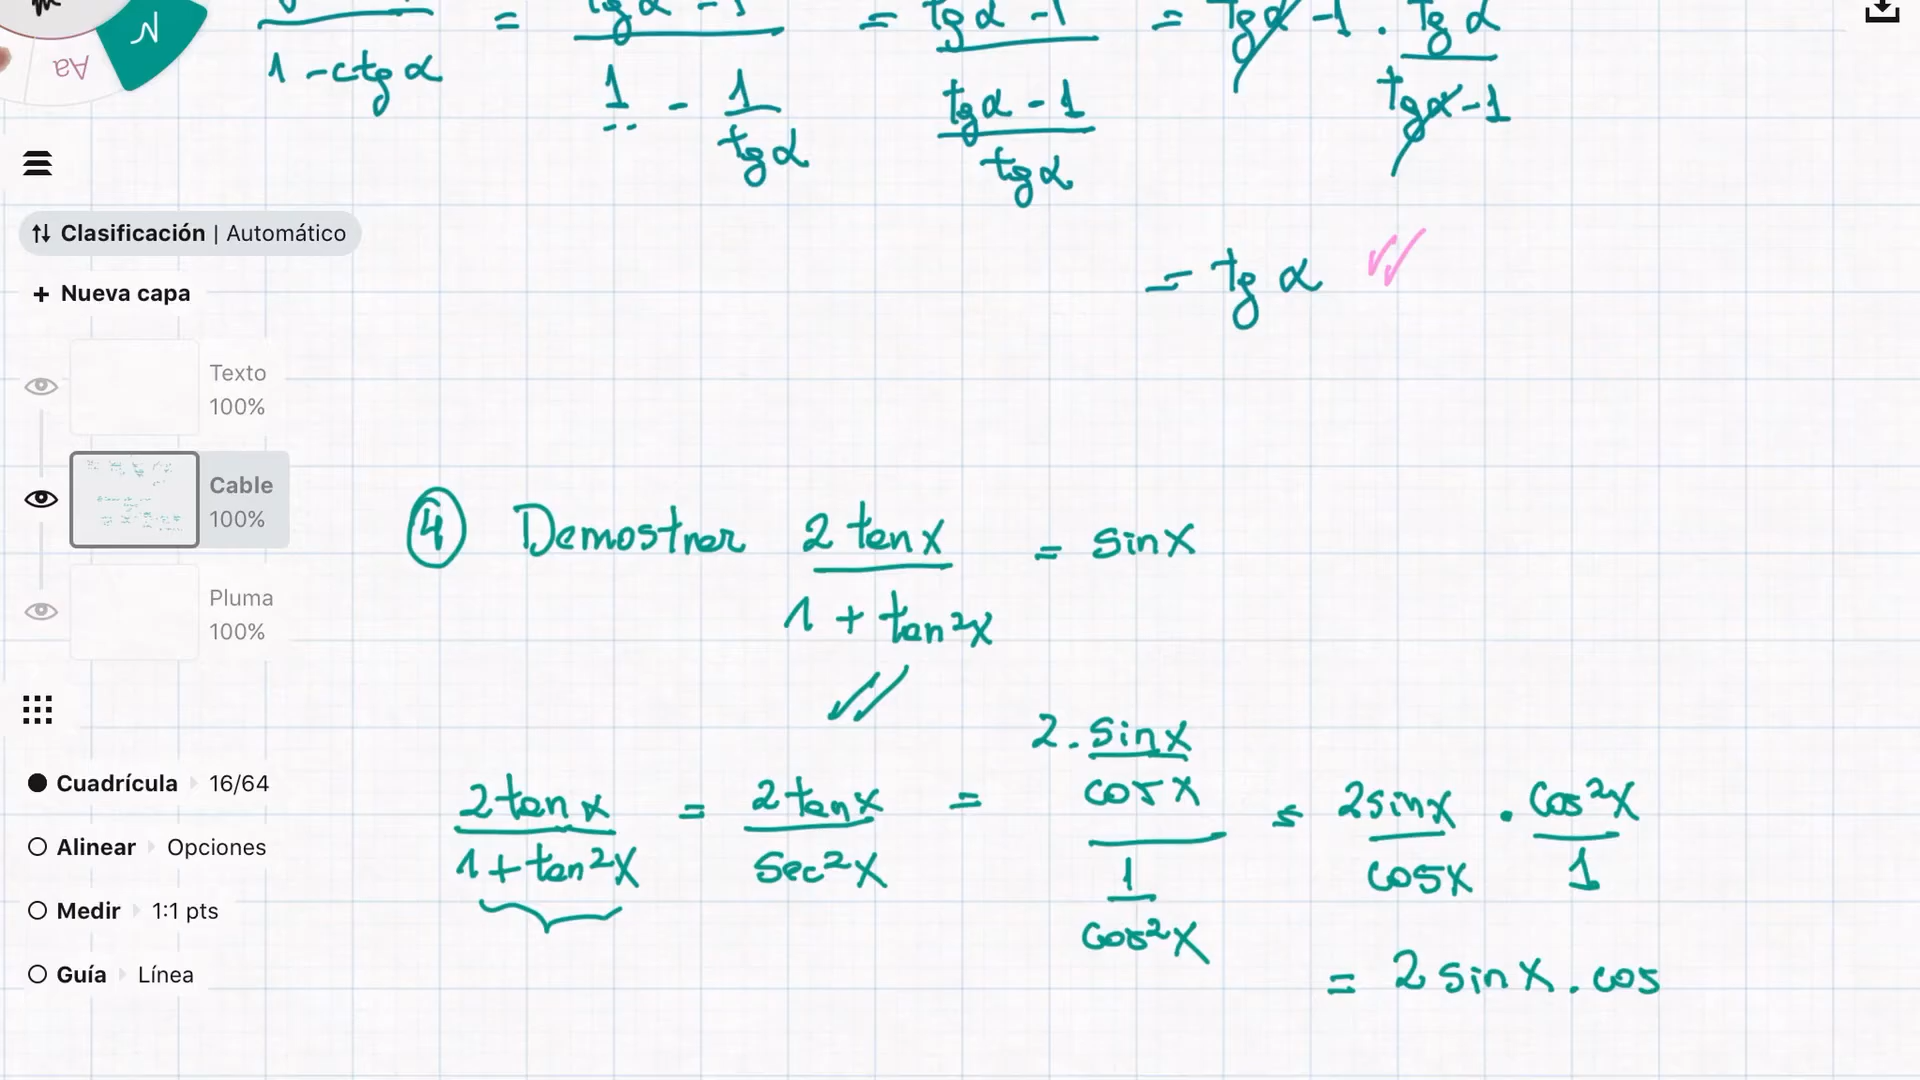 1 - ctg α = tg α - 1 / 1 - 1 / tg α = tg α - 1 / tg α - 1 / tg α = tg α - 1 . tg α / tg α - 1
= tg α
Aa
Clasificación | Automático
+ Nueva capa
Texto
100%
Cable
100%
Pluma
100%
Cuadrícula 16/64
Alinear Opciones
Medir 1:1 pts
Guía Línea
④ Demostrar 2 tan x / 1 + tan²x = sin x
2 tan x / 1 + tan²x = 2 tan x / sec²x = 2 . sin x / cos x / 1 / cos²x = 2 sin x / cos x . cos²x / 1
= 2 sin x . cos